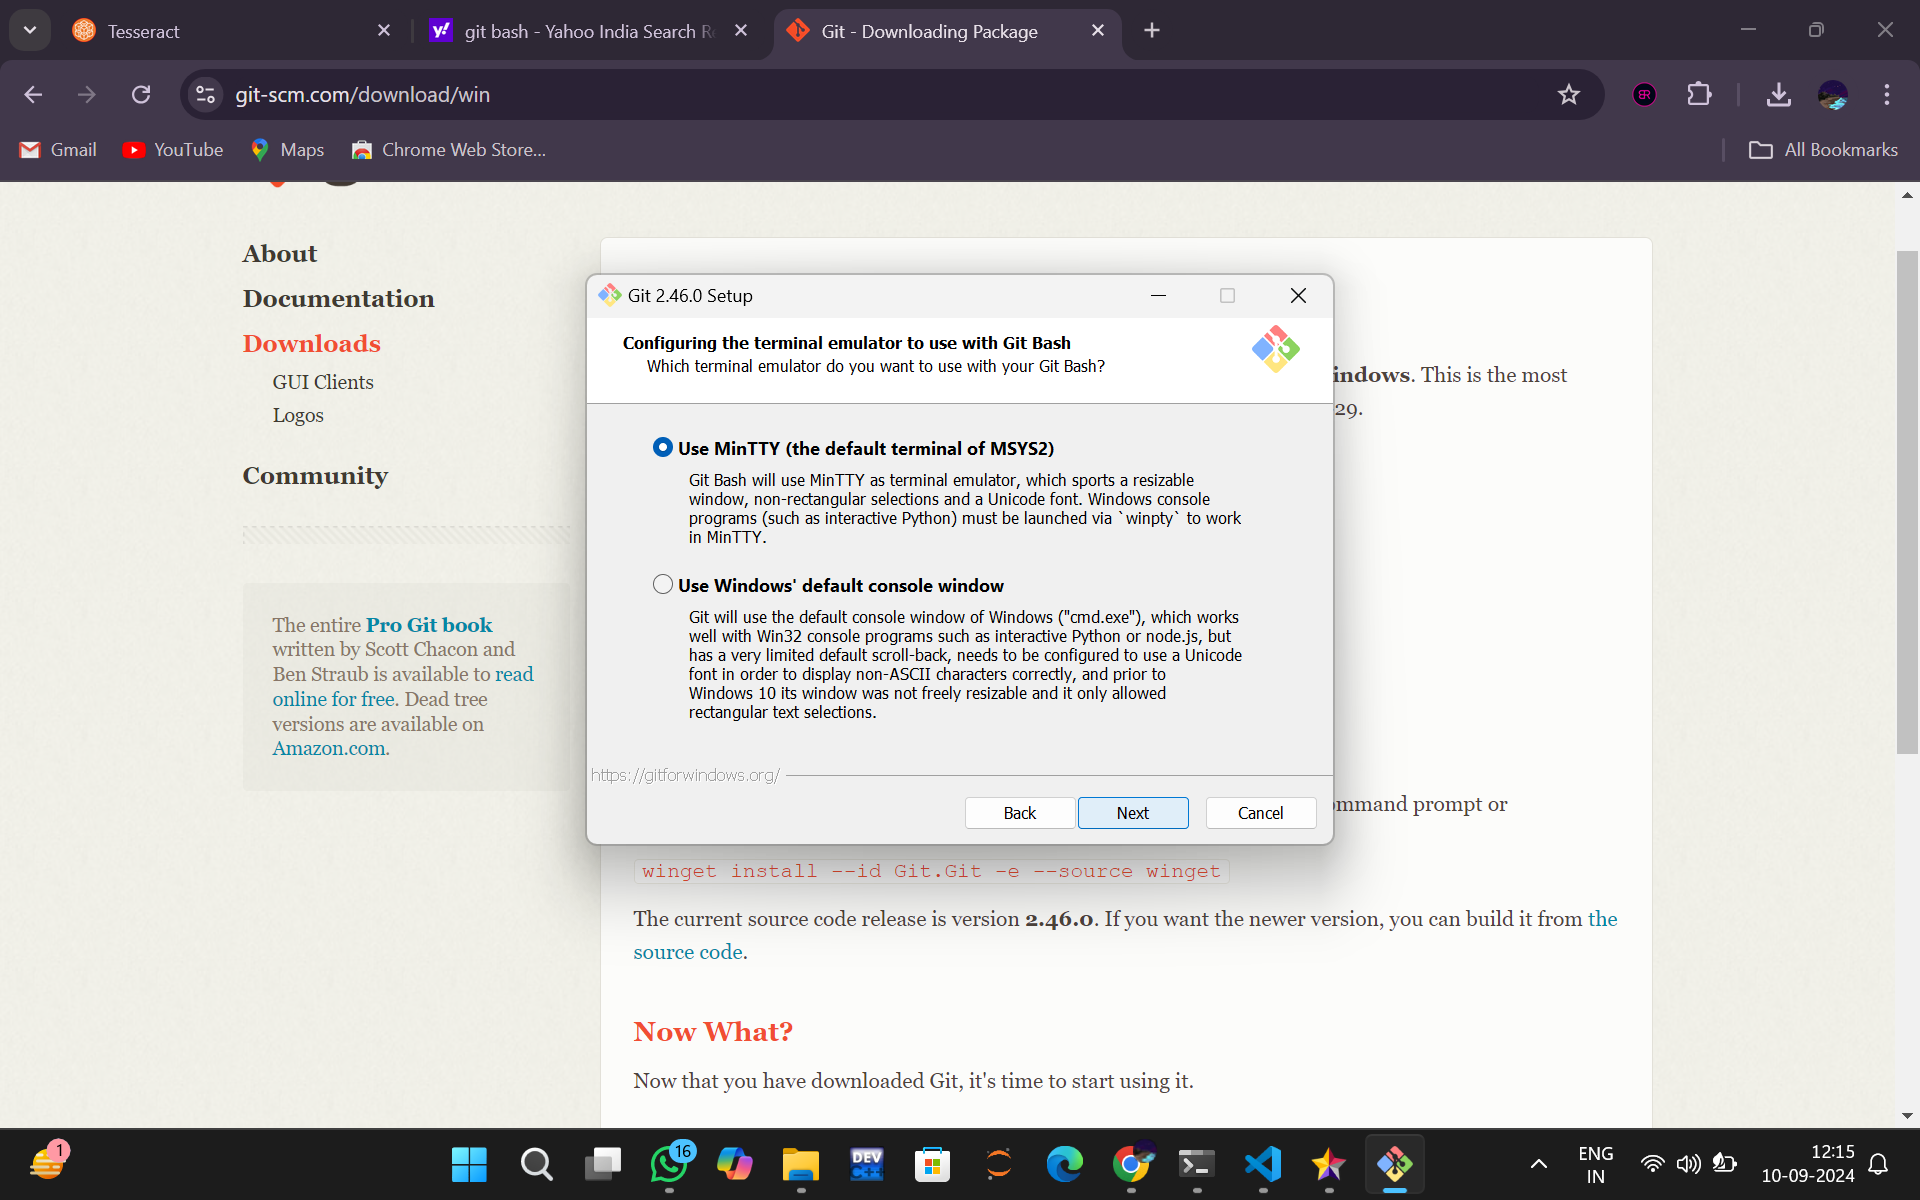 Tesseract
git bash - Yahoo India Search R
Git - Downloading Package
git-scm.com/download/win
Gmail
YouTube
Maps
Chrome Web Store...
All Bookmarks
About
Documentation
Downloads
GUI Clients
Logos
Community
The entire Pro Git book
written by Scott Chacon and
Ben Straub is available to read
online for free. Dead tree
versions are available on
Amazon.com.
indows. This is the most
29.
Git 2.46.0 Setup
Configuring the terminal emulator to use with Git Bash
Which terminal emulator do you want to use with your Git Bash?
Use MinTTY (the default terminal of MSYS2)
Git Bash will use MinTTY as terminal emulator, which sports a resizable
window, non-rectangular selections and a Unicode font. Windows console
programs (such as interactive Python) must be launched via `winpty` to work
in MinTTY.
Use Windows' default console window
Git will use the default console window of Windows ("cmd.exe"), which works
well with Win32 console programs such as interactive Python or node.js, but
has a very limited default scroll-back, needs to be configured to use a Unicode
font in order to display non-ASCII characters correctly, and prior to
Windows 10 its window was not freely resizable and it only allowed
rectangular text selections.
https://gitforwindows.org/
Back
Next
Cancel
ommand prompt or
winget install --id Git.Git -e --source winget
The current source code release is version 2.46.0. If you want the newer version, you can build it from the
source code.
Now What?
Now that you have downloaded Git, it's time to start using it.
1
16
DEV
C++
ENG
IN
12:15
10-09-2024